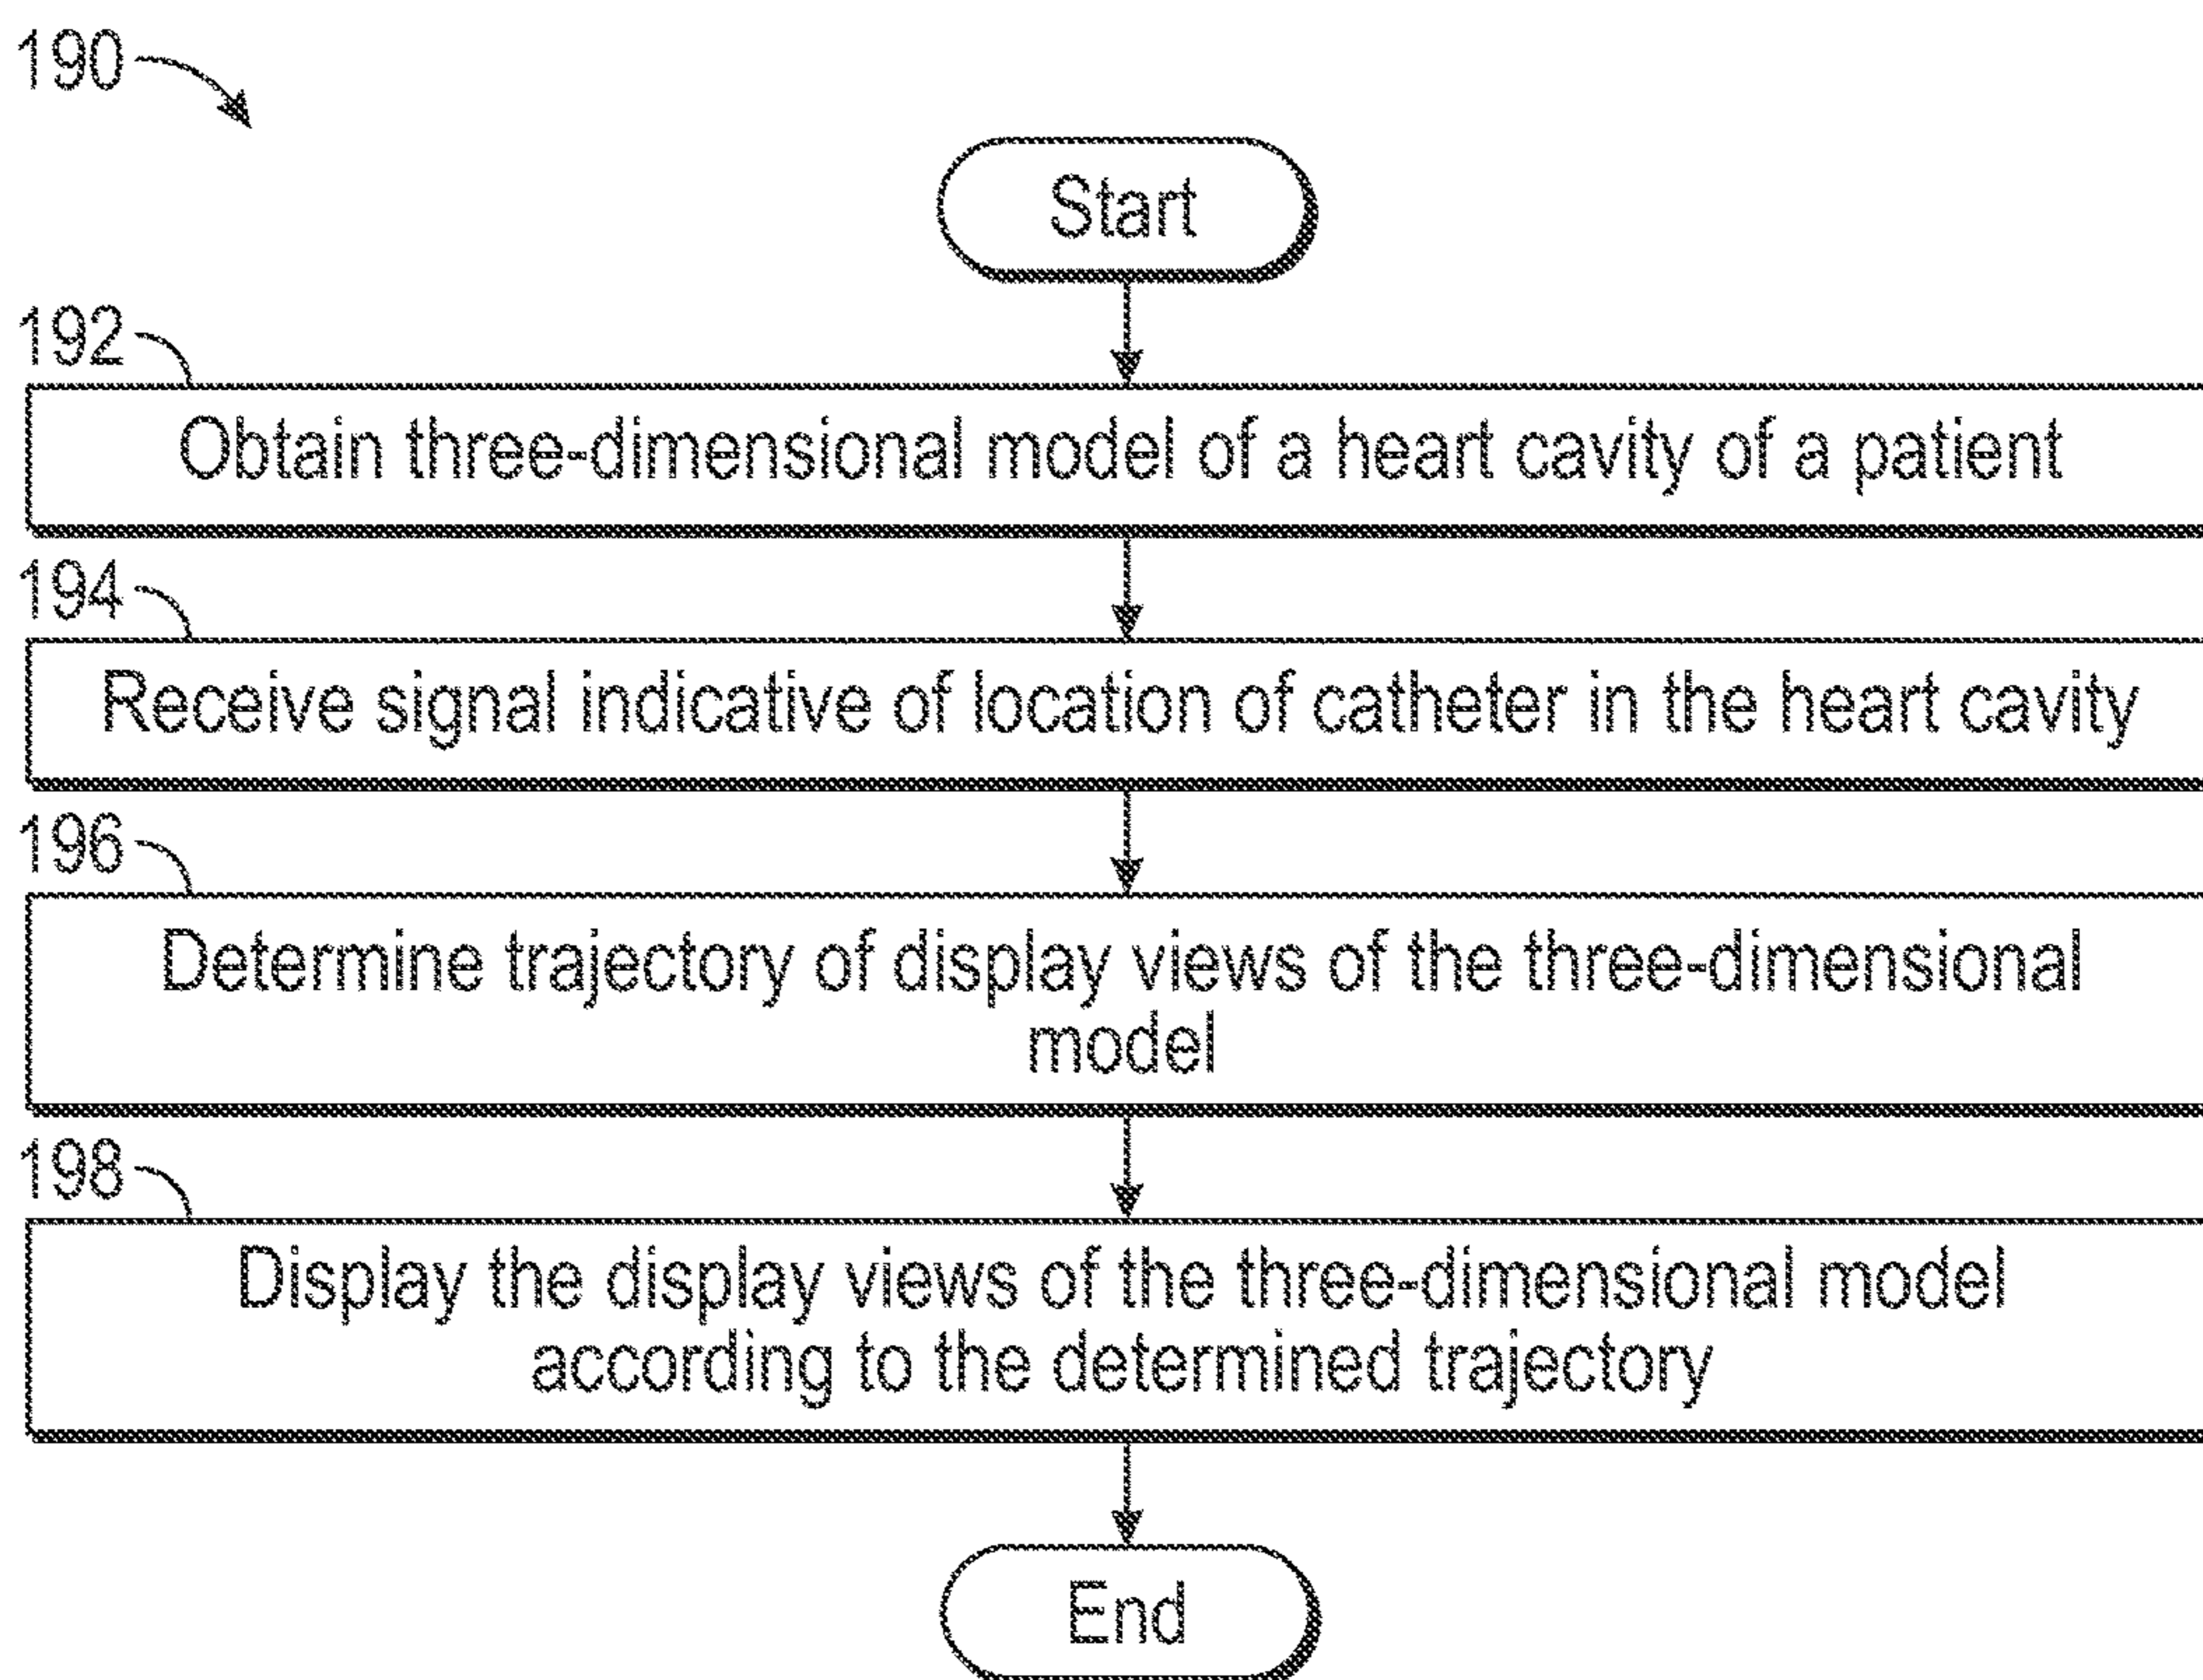 190
Start
192
Obtain three-dimensional model of a heart cavity of a patient
194
Receive signal indicative of location of catheter in the heart cavity
196
Determine trajectory of display views of the three-dimensional
model
198
Display the display views of the three-dimensional model
according to the determined trajectory
End